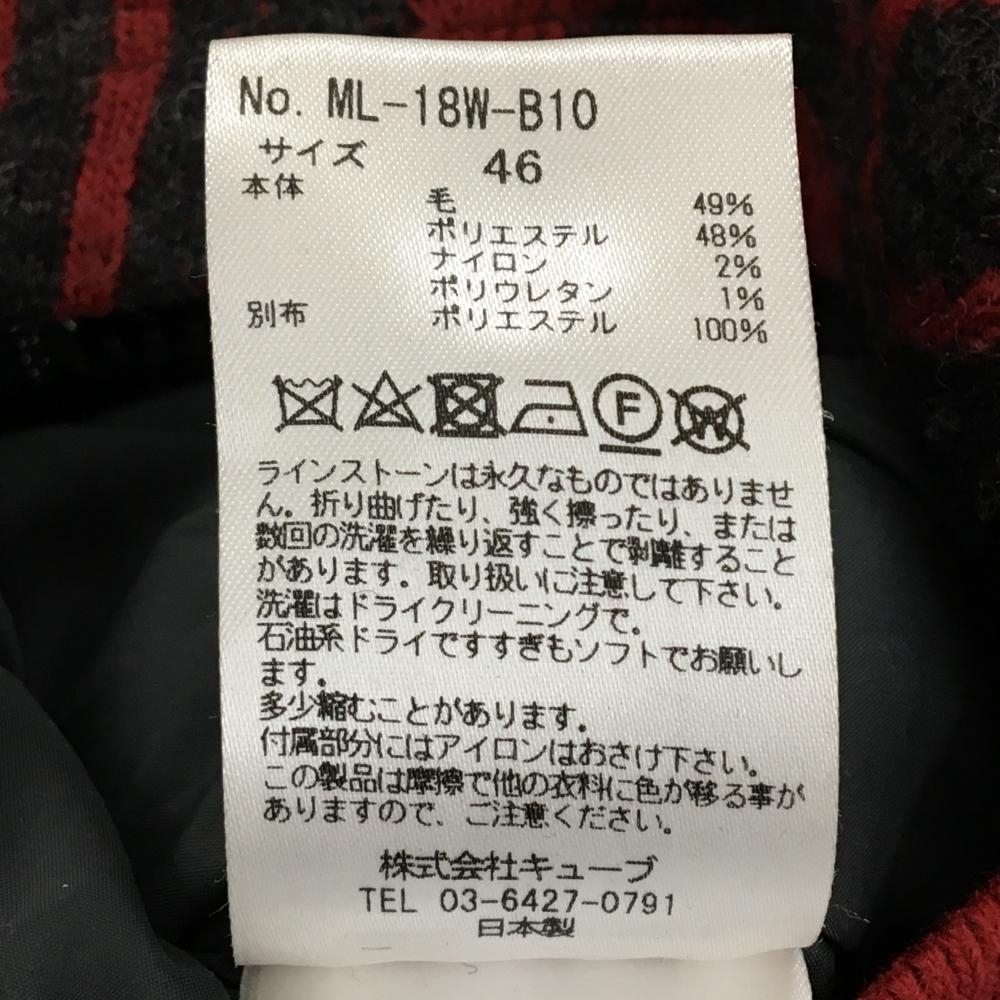 No. ML-18W-B10
サイズ 46
本体 毛 49%
ポリエステル 48%
ナイロン 2%
ポリウレタン 1%
別布 ポリエステル 100%
F W
ラインストーンは永久なものではありませ
ん。折り曲げたり、強く擦ったり、または
数回の洗濯を繰り返すことで剥離すること
があります。取り扱いにご注意して下さい。
洗濯はドライクリーニングで。
石油系ドライですすぎもソフトでお願いし
ます。
多少縮むことがあります。
付属部分にはアイロンはおさけ下さい。
この製品は摩擦で他の衣料に色が移る事が
ありますので、ご注意ください。
株式会社キューブ
TEL 03-6427-0791
日本製